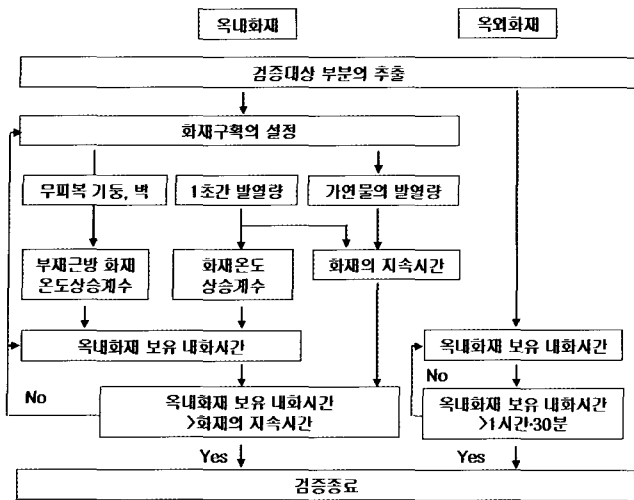 옥내화재
옥외화재
검증대상 부분의 추출
화재구획의 설정
무피복 기둥, 벽
1초간 발열량
가연물의 발열량
부재근방 화재
온도상승계수
화재온도
상승계수
화재의 지속시간
옥내화재 보유 내화시간
옥내화재 보유 내화시간
No
No
옥내화재 보유 내화시간
>화재의 지속시간
옥내화재 보유 내화시간
>1시간·30분
Yes
Yes
검증종료